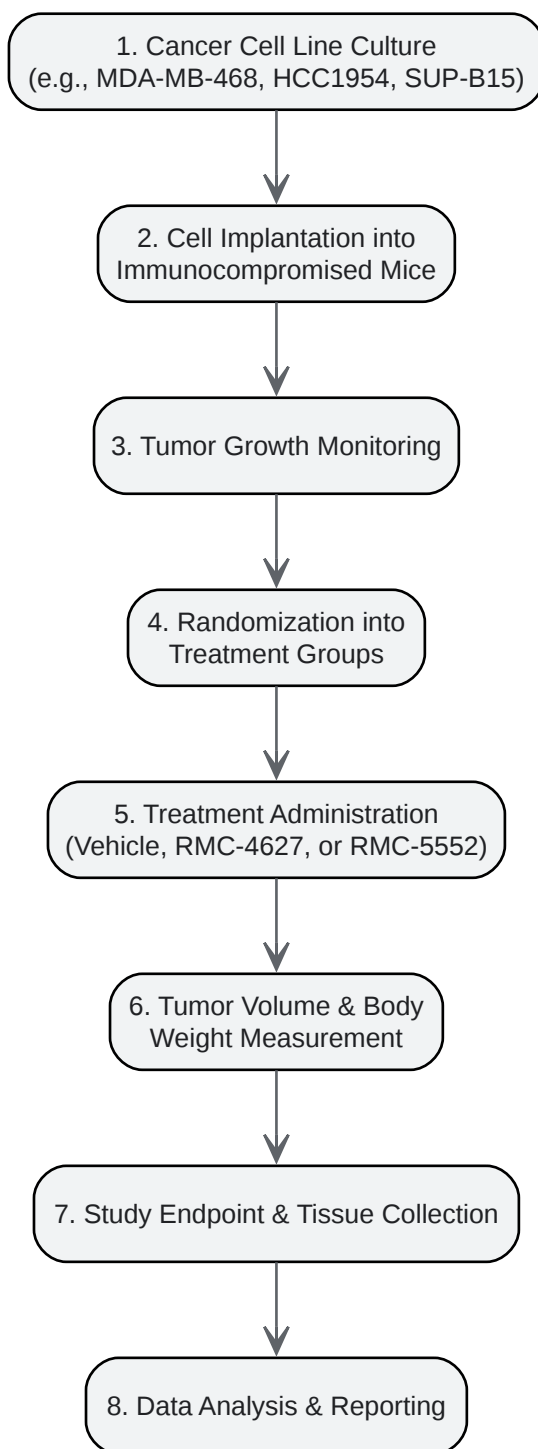 1. Cancer Cell Line Culture
(e.g., MDA-MB-468, HCC1954, SUP-B15)
2. Cell Implantation into
Immunocompromised Mice
3. Tumor Growth Monitoring
4. Randomization into
Treatment Groups
5. Treatment Administration
(Vehicle, RMC-4627, or RMC-5552)
6. Tumor Volume & Body
Weight Measurement
7. Study Endpoint & Tissue Collection
8. Data Analysis & Reporting